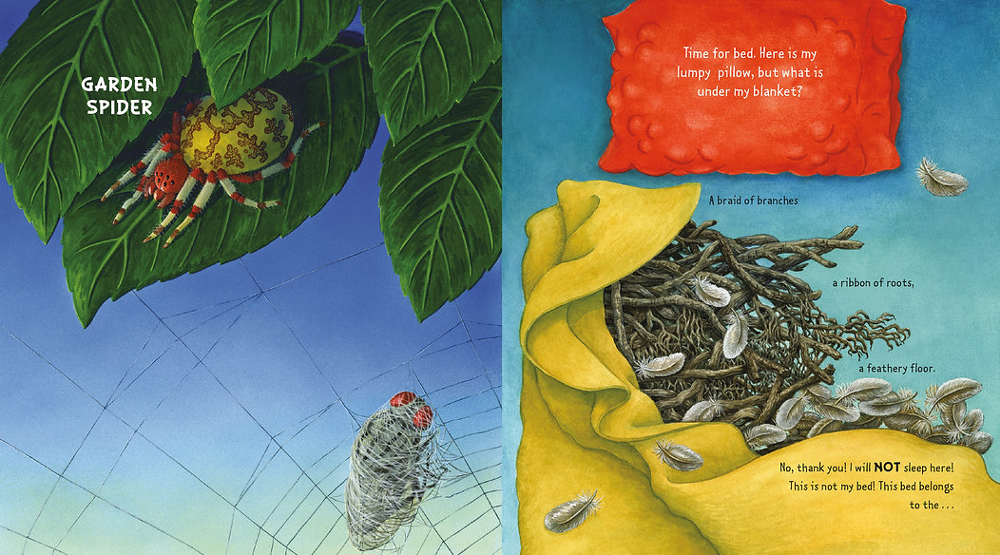 GARDEN
SPIDER
Time for bed. Here is my
lumpy pillow, but what is
under my blanket?
A braid of branches
a ribbon of roots,
a feathery floor.
No, thank you! I will NOT sleep here!
This is not my bed! This bed belongs
to the . . .